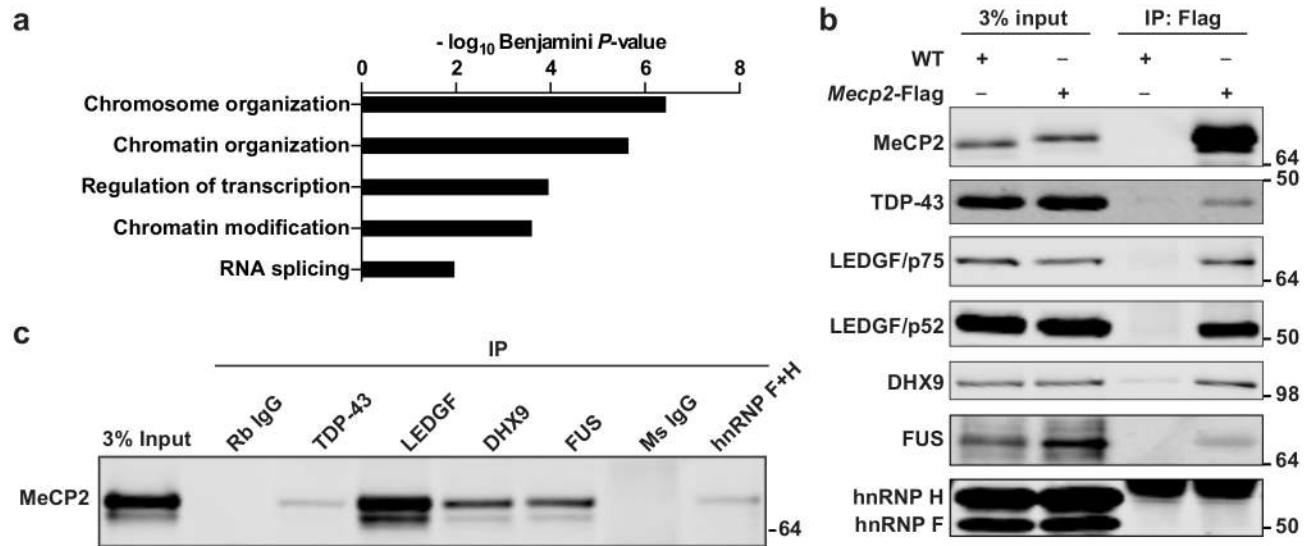 a
- log10 Benjamini P-value
0 2 4 6 8
Chromosome organization
Chromatin organization
Regulation of transcription
Chromatin modification
RNA splicing
b
3% input IP: Flag
WT + – + –
Mecp2-Flag – + – +
MeCP2 64
TDP-43 50
LEDGF/p75 64
LEDGF/p52 50
DHX9 98
FUS 64
hnRNP H
hnRNP F 50
c
IP
3% Input Rb IgG TDP-43 LEDGF DHX9 FUS Ms IgG hnRNP F+H
MeCP2 -64